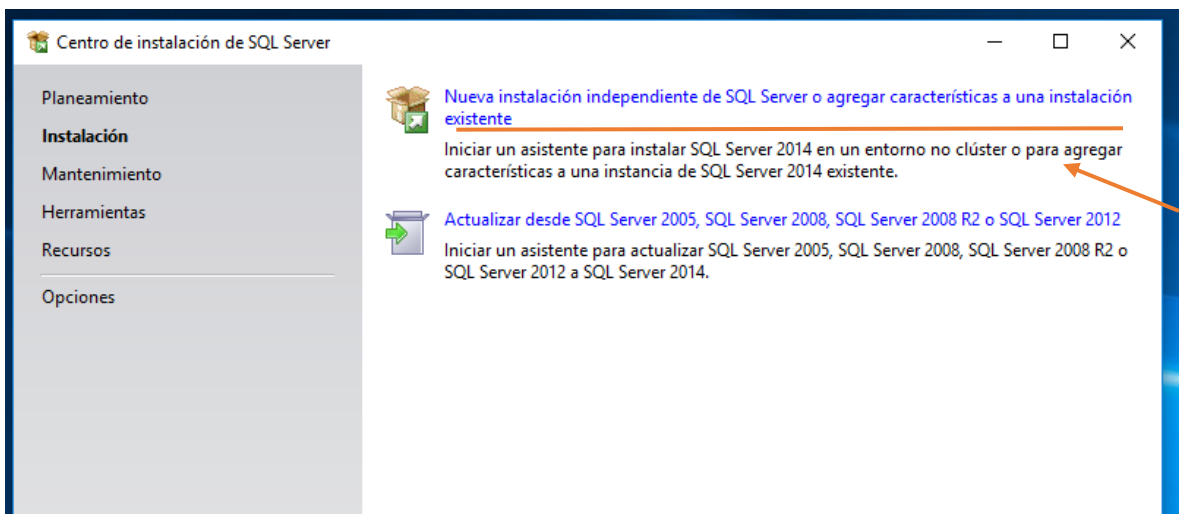 Centro de instalación de SQL Server
Planeamiento
Instalación
Mantenimiento
Herramientas
Recursos
Opciones
Nueva instalación independiente de SQL Server o agregar características a una instalación
existente
Iniciar un asistente para instalar SQL Server 2014 en un entorno no clúster o para agregar
características a una instancia de SQL Server 2014 existente.
Actualizar desde SQL Server 2005, SQL Server 2008, SQL Server 2008 R2 o SQL Server 2012
Iniciar un asistente para actualizar SQL Server 2005, SQL Server 2008, SQL Server 2008 R2 o
SQL Server 2012 a SQL Server 2014.